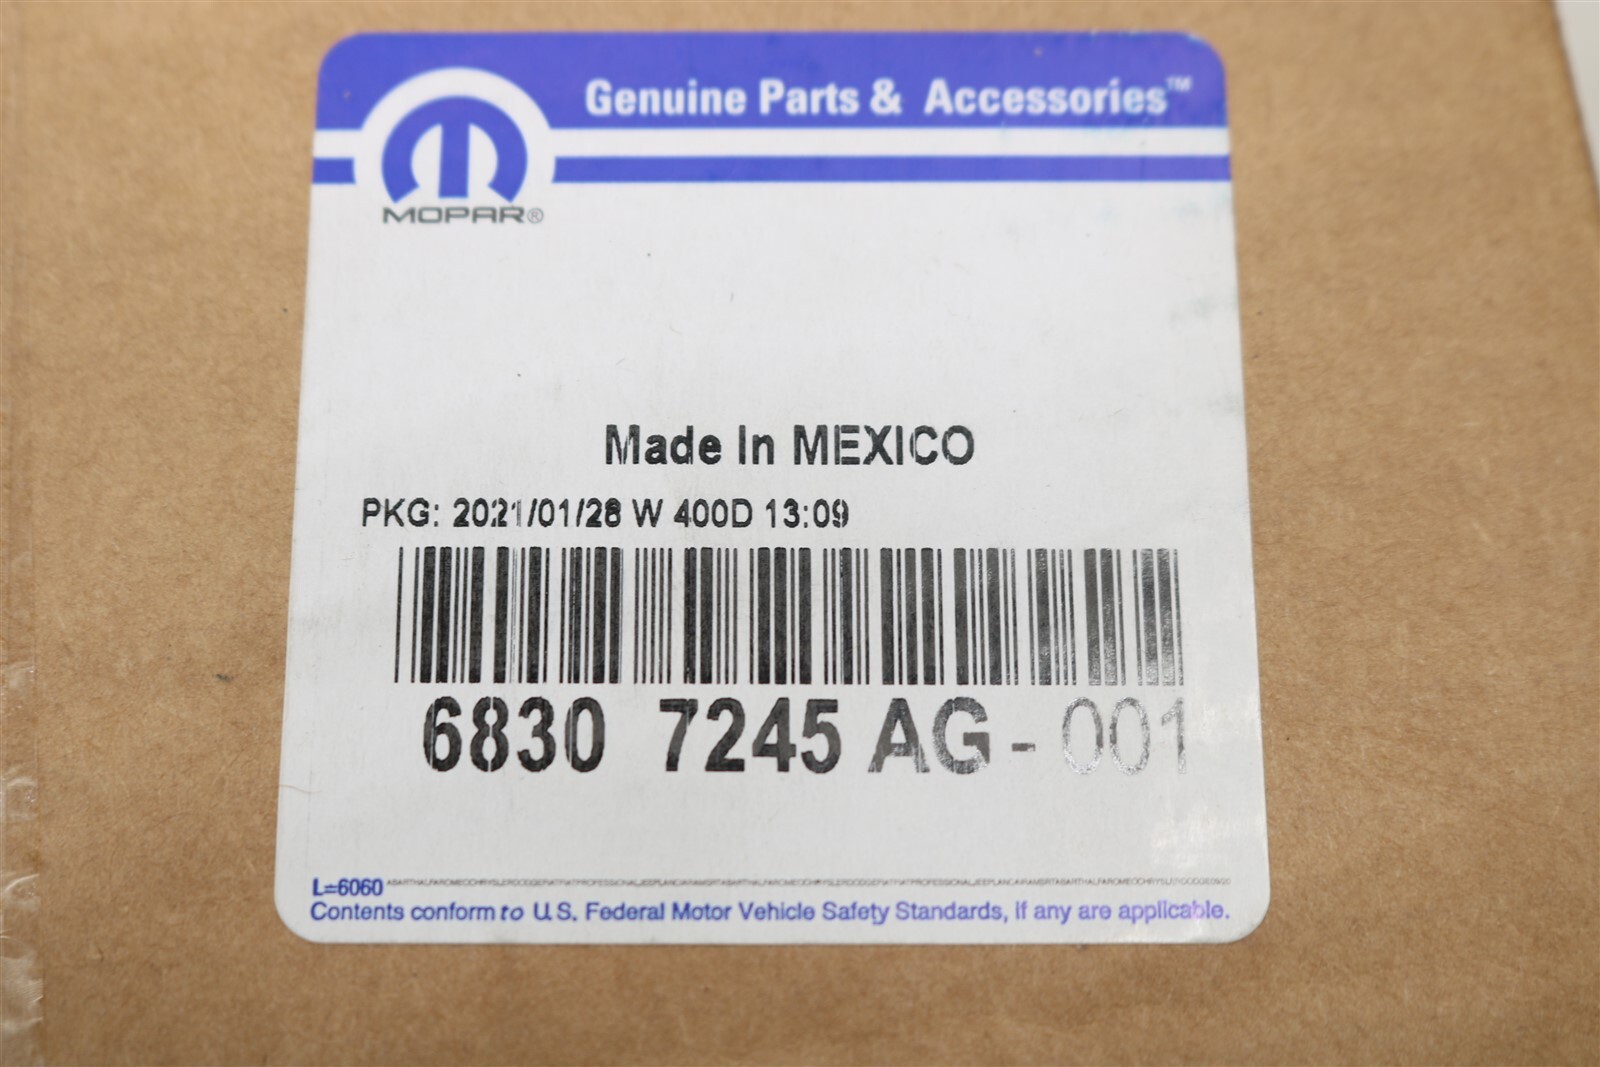 Genuine Parts & Accessories™
MOPAR®
Made In MEXICO
PKG: 2021/01/28 W 400D 13:09
6830 7245 AG - 001
L=6060
Contents conform to U.S. Federal Motor Vehicle Safety Standards, if any are applicable.